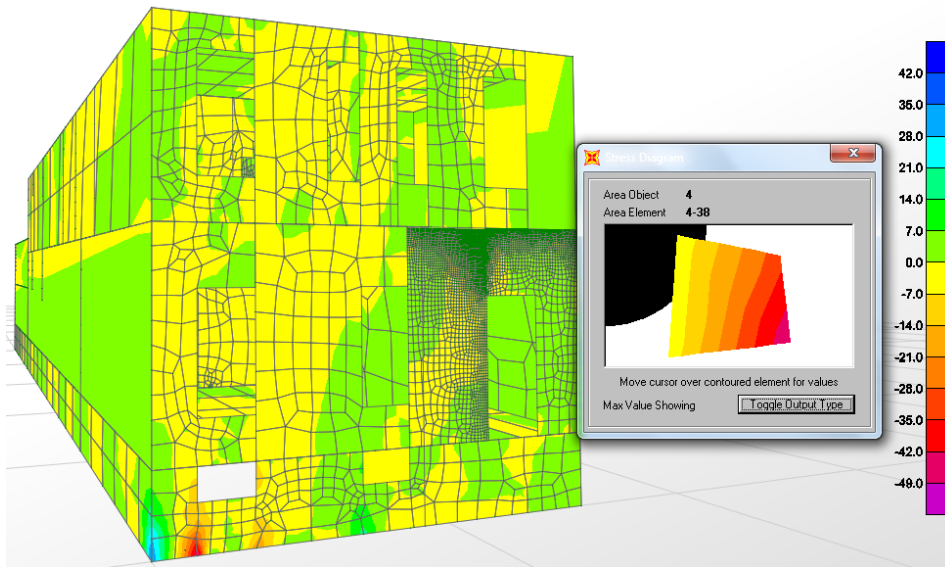 Stress Diagram
Area Object 4
Area Element 4-38
Move cursor over contoured element for values
Max Value Showing Toggle Output Type
42.0
35.0
28.0
21.0
14.0
7.0
0.0
-7.0
-14.0
-21.0
-28.0
-35.0
-42.0
-49.0